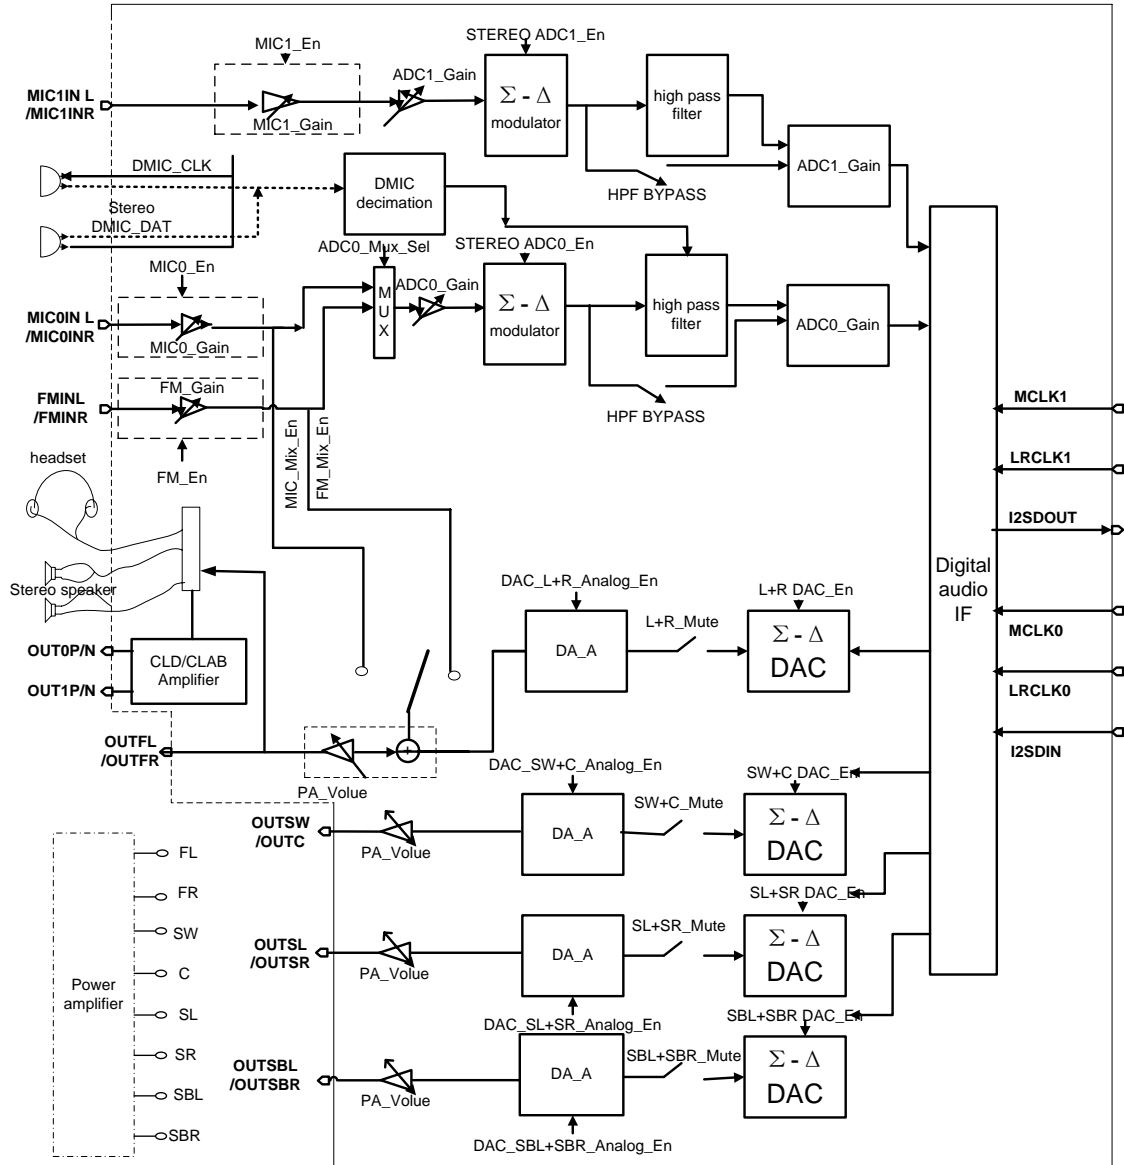 MIC1_En
STEREO ADC1_En
MIC1IN L
/MIC1INR
MIC1_Gain
ADC1_Gain
Σ - Δ
modulator
high pass
filter
HPF BYPASS
ADC1_Gain
DMIC_CLK
Stereo
DMIC_DAT
DMIC
decimation
ADC0_Mux_Sel
STEREO ADC0_En
MIC0_En
MIC0IN L
/MIC0INR
MIC0_Gain
MUX
ADC0_Gain
Σ - Δ
modulator
high pass
filter
HPF BYPASS
ADC0_Gain
FMINL
/FMINR
FM_Gain
FM_En
MIC_Mix_En
FM_Mix_En
headset
Stereo speaker
MCLK1
LRCLK1
I2SDOUT
Digital
audio
IF
MCLK0
LRCLK0
I2SDIN
DAC_L+R_Analog_En
L+R DAC_En
DA_A
L+R_Mute
Σ - Δ
DAC
OUT0P/N
OUT1P/N
CLD/CLAB
Amplifier
OUTFL
/OUTFR
+
PA_Volue
DAC_SW+C_Analog_En
SW+C DAC_En
OUTSW
/OUTC
PA_Volue
DA_A
SW+C_Mute
Σ - Δ
DAC
SL+SR DAC_En
OUTSL
/OUTSR
PA_Volue
DA_A
SL+SR_Mute
Σ - Δ
DAC
DAC_SL+SR_Analog_En
SBL+SBR DAC_En
OUTSBL
/OUTSBR
PA_Volue
DA_A
SBL+SBR_Mute
Σ - Δ
DAC
DAC_SBL+SBR_Analog_En
Power
amplifier
FL
FR
SW
C
SL
SR
SBL
SBR